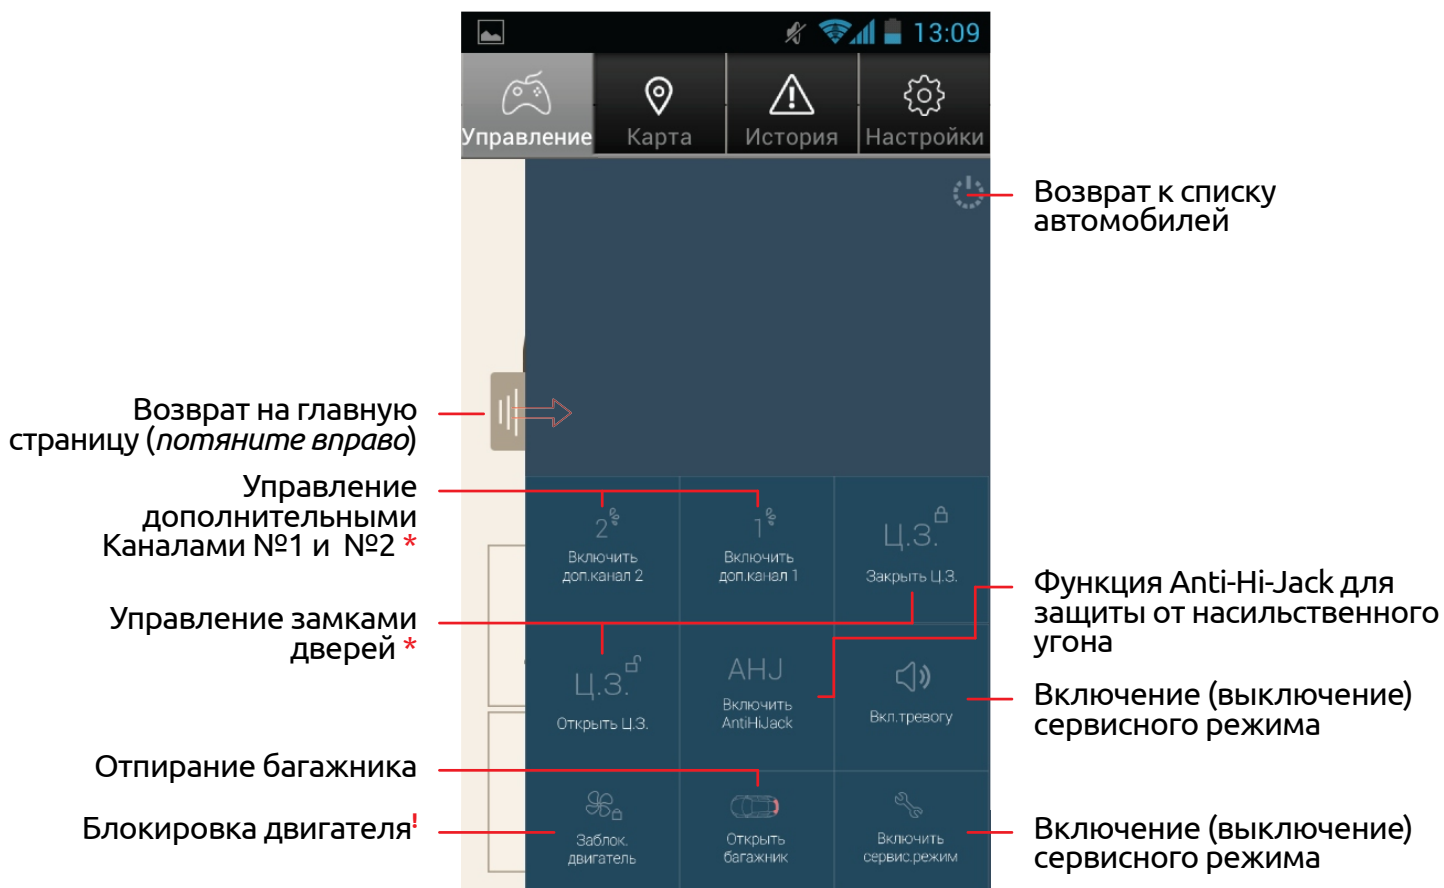 13:09
Управление
Карта
История
Настройки
Возврат к списку
автомобилей
Возврат на главную
страницу (потяните вправо)
Управление
дополнительными
Каналами №1 и №2 *
Управление замками
дверей *
Отпирание багажника
Блокировка двигателя!
2
Включить
доп.канал 2
1
Включить
доп.канал 1
Ц.З.
Закрыть Ц.З.
Ц.З.
Открыть Ц.З.
AHJ
Включить
AntiHiJack
Вкл.тревогу
Заблок.
двигатель
Открыть
багажник
Включить
сервис.режим
Функция Anti-Hi-Jack для
защиты от насильственного
угона
Включение (выключение)
сервисного режима
Включение (выключение)
сервисного режима